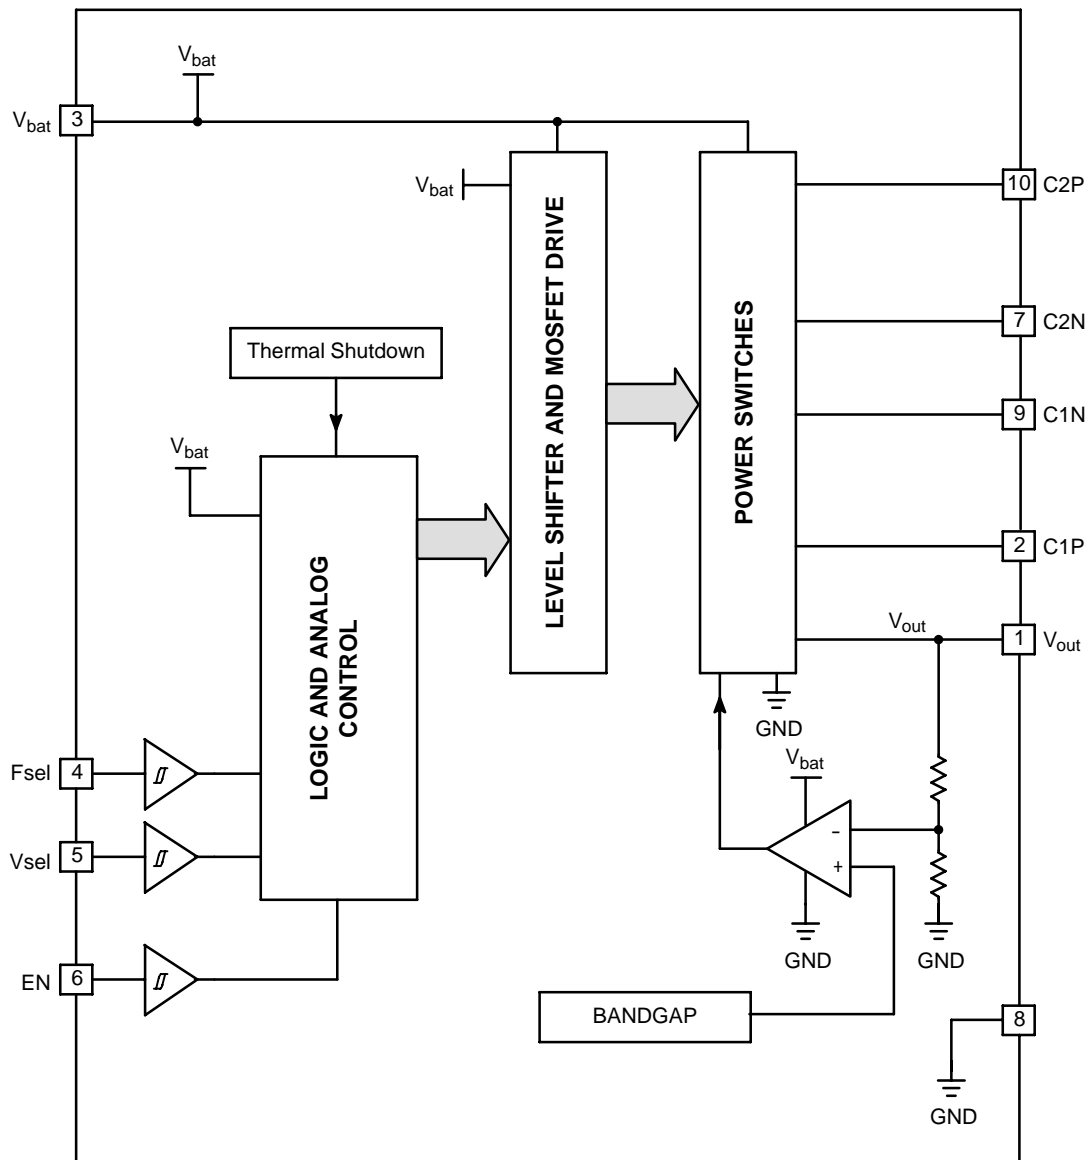 Vbat
Vbat 3
Vbat
10 C2P
7 C2N
9 C1N
2 C1P
Vout
1 Vout
LEVEL SHIFTER AND MOSFET DRIVE
POWER SWITCHES
Thermal Shutdown
Vbat
LOGIC AND ANALOG
CONTROL
GND
Vbat
Fsel 4
Vsel 5
EN 6
-
+
GND
GND
BANDGAP
8
GND